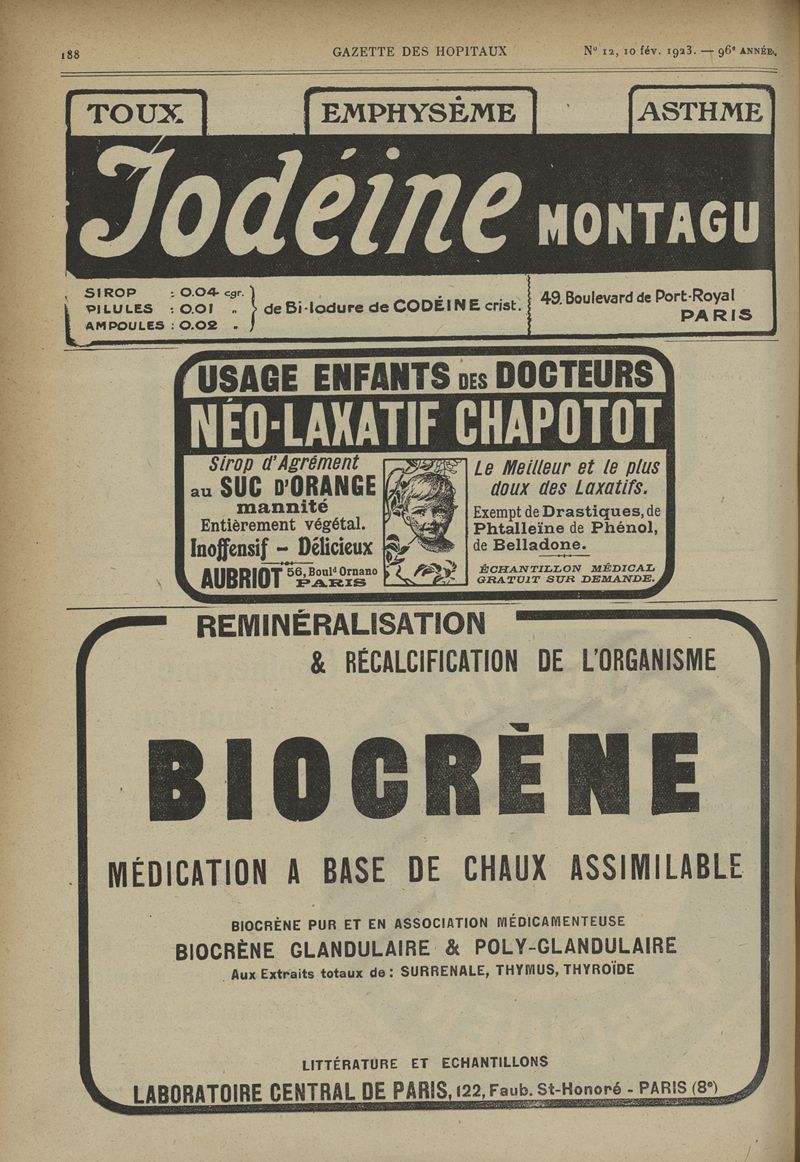 188 GAZETTE DES HOPITAUX N° 12, 10 fév. 1923. — 96e ANNÉE.
TOUX EMPHYSÈME ASTHME
Iodéine MONTAGU
SIROP : 0.04 cgr.
PILULES : 0.01 „
AMPOULES : 0.02 „
de Bi-Iodure de CODÉINE crist.
49, Boulevard de Port-Royal
PARIS
USAGE ENFANTS DES DOCTEURS
NÉO-LAXATIF CHAPOTOT
Sirop d'Agrément
au SUC D'ORANGE
mannité
Entièrement végétal.
Inoffensif – Délicieux
AUBRIOT 56, Bould Ornano
PARIS
Le Meilleur et le plus
doux des Laxatifs.
Exempt de Drastiques, de
Phtalleïne de Phénol,
de Belladone.
ÉCHANTILLON MÉDICAL
GRATUIT SUR DEMANDE.
REMINÉRALISATION
& RÉCALCIFICATION DE L'ORGANISME
BIOCRÈNE
MÉDICATION A BASE DE CHAUX ASSIMILABLE
BIOCRÈNE PUR ET EN ASSOCIATION MÉDICAMENTEUSE
BIOCRÈNE GLANDULAIRE & POLY-GLANDULAIRE
Aux Extraits totaux de : SURRENALE, THYMUS, THYROÏDE
LITTÉRATURE ET ECHANTILLONS
LABORATOIRE CENTRAL DE PARIS, 122, Faub. St-Honoré - PARIS (8e)